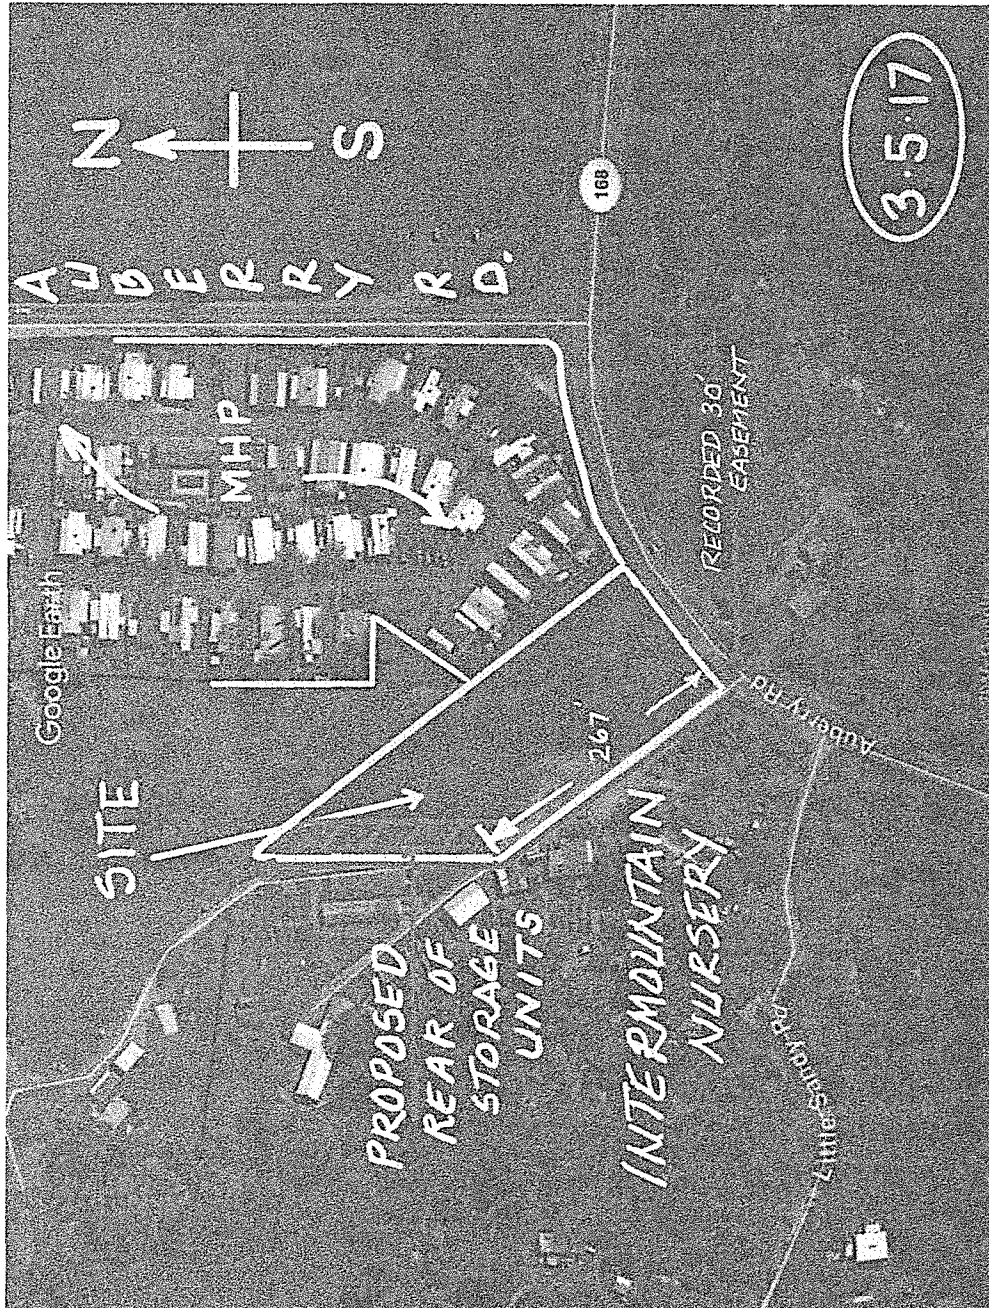 Google Earth
N
SITE
MHP
AUBERRY RD.
S
PROPOSED
REAR OF
STORAGE
UNITS
267'
168
INTERMOUNTAIN
NURSERY
RECORDED 30'
EASEMENT
Auberry Rd
Little Sandy Rd
3·5·17